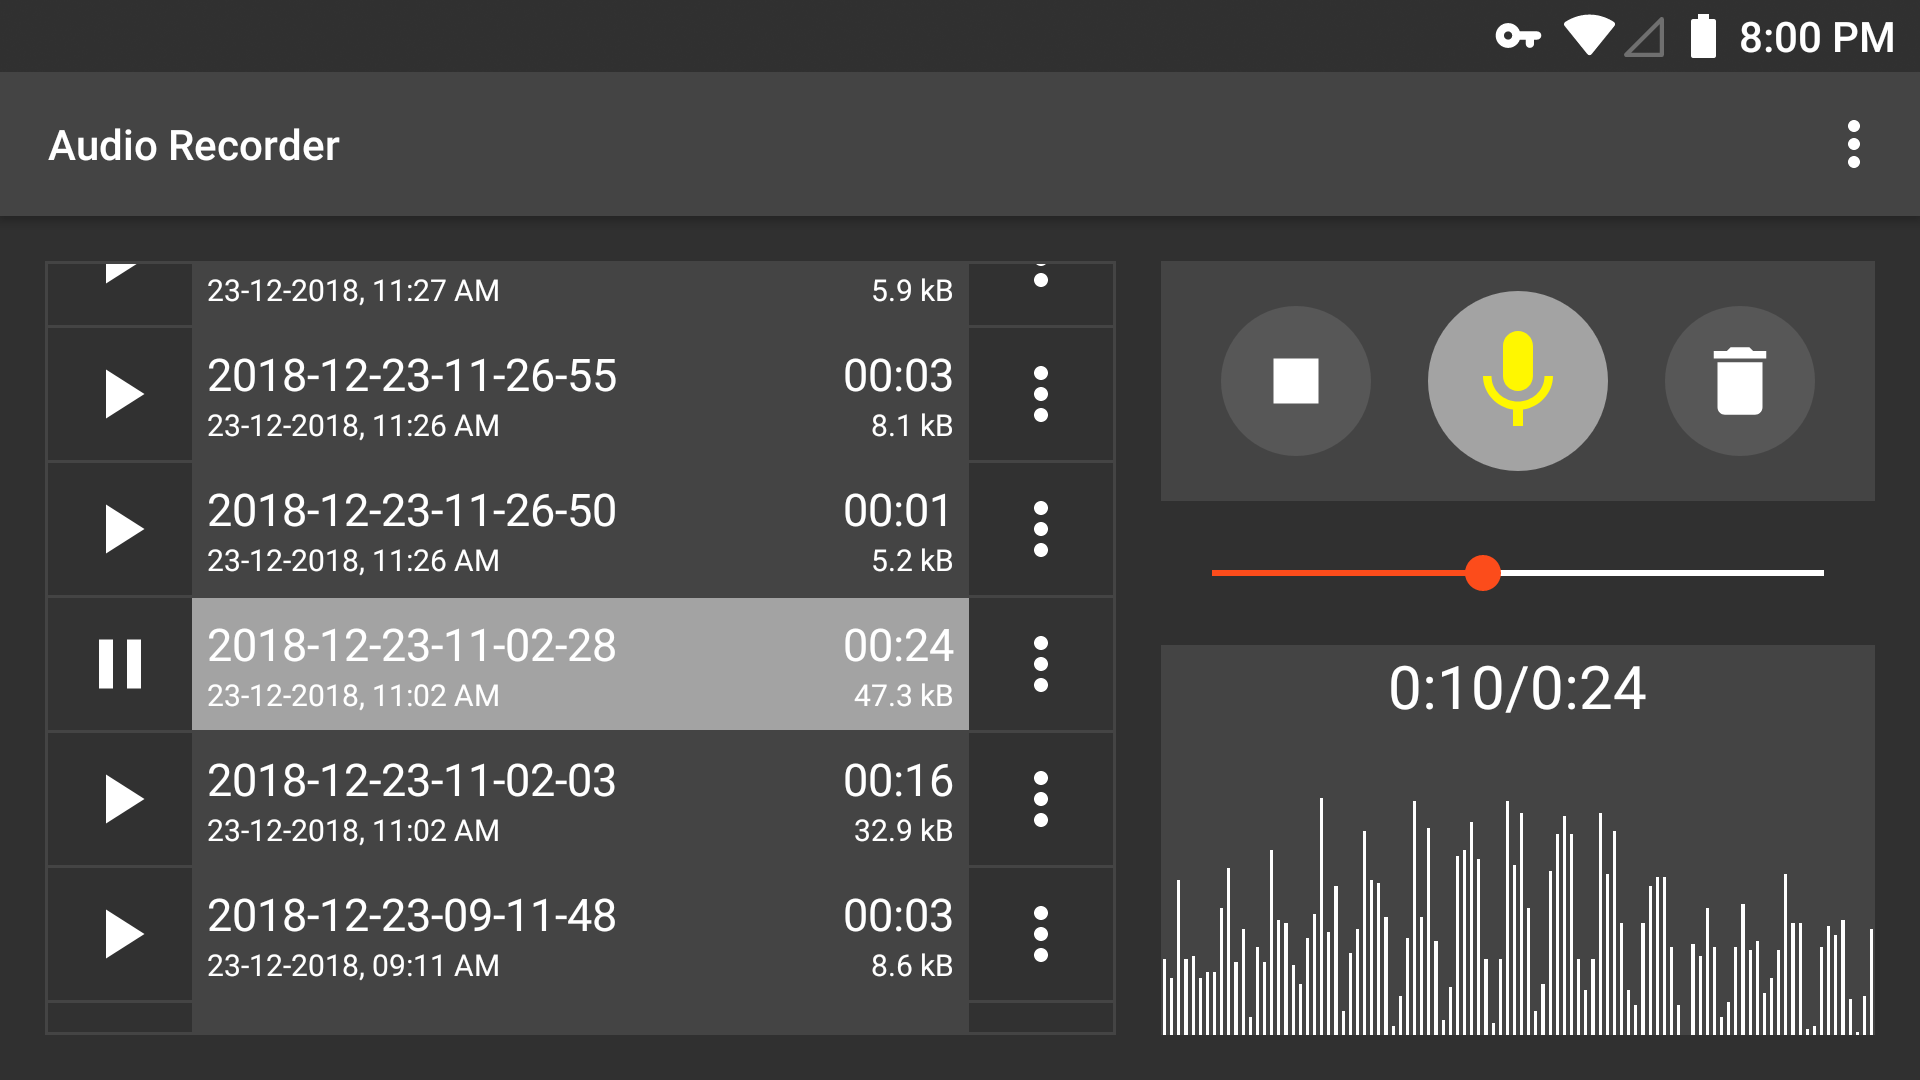 8:00 PM
Audio Recorder
23-12-2018, 11:27 AM 5.9 kB
2018-12-23-11-26-55 00:03
23-12-2018, 11:26 AM 8.1 kB
2018-12-23-11-26-50 00:01
23-12-2018, 11:26 AM 5.2 kB
2018-12-23-11-02-28 00:24
23-12-2018, 11:02 AM 47.3 kB
2018-12-23-11-02-03 00:16
23-12-2018, 11:02 AM 32.9 kB
2018-12-23-09-11-48 00:03
23-12-2018, 09:11 AM 8.6 kB
0:10/0:24